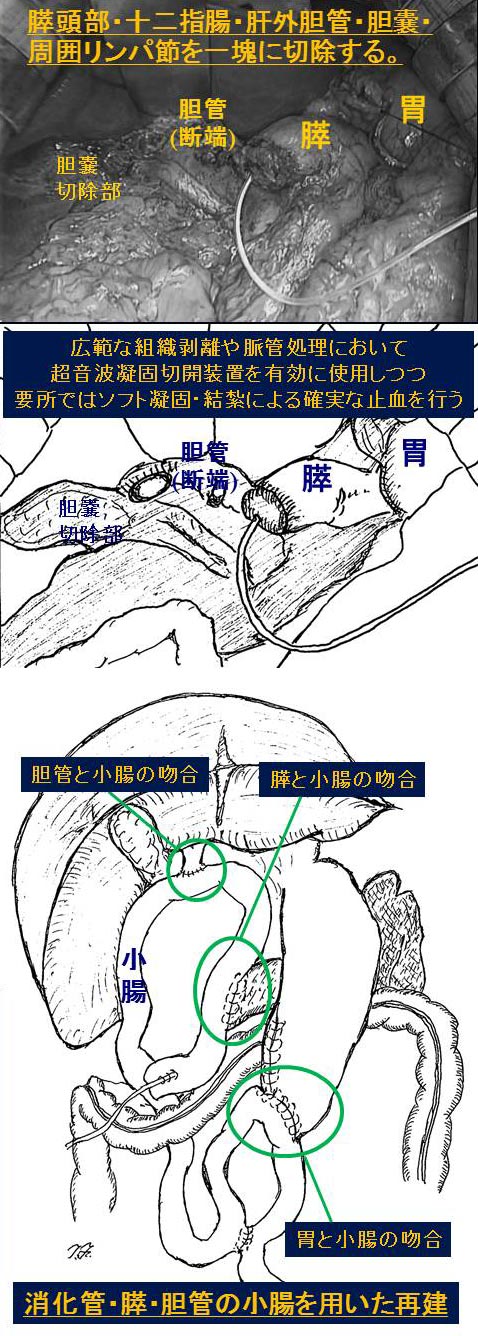 膵頭部・十二指腸・肝外胆管・胆嚢・
周囲リンパ節を一塊に切除する。
胆管
(断端)
膵
胃
胆嚢
切除部
広範な組織剥離や脈管処理において
超音波凝固切開装置を有効に使用しつつ
要所ではソフト凝固・結紮による確実な止血を行う
胆管
(断端)
膵
胃
胆嚢
切除部
胆管と小腸の吻合
膵と小腸の吻合
小
腸
胃と小腸の吻合
消化管・膵・胆管の小腸を用いた再建